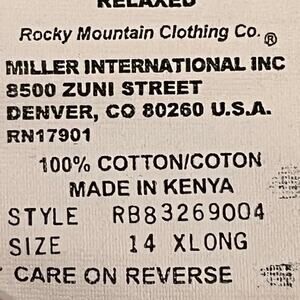 RELAXED
Rocky Mountain Clothing Co.®
MILLER INTERNATIONAL INC
8500 ZUNI STREET
DENVER, CO 80260 U.S.A.
RN17901
100% COTTON/COTON
MADE IN KENYA
STYLE RB83269004
SIZE 14 XLONG
CARE ON REVERSE